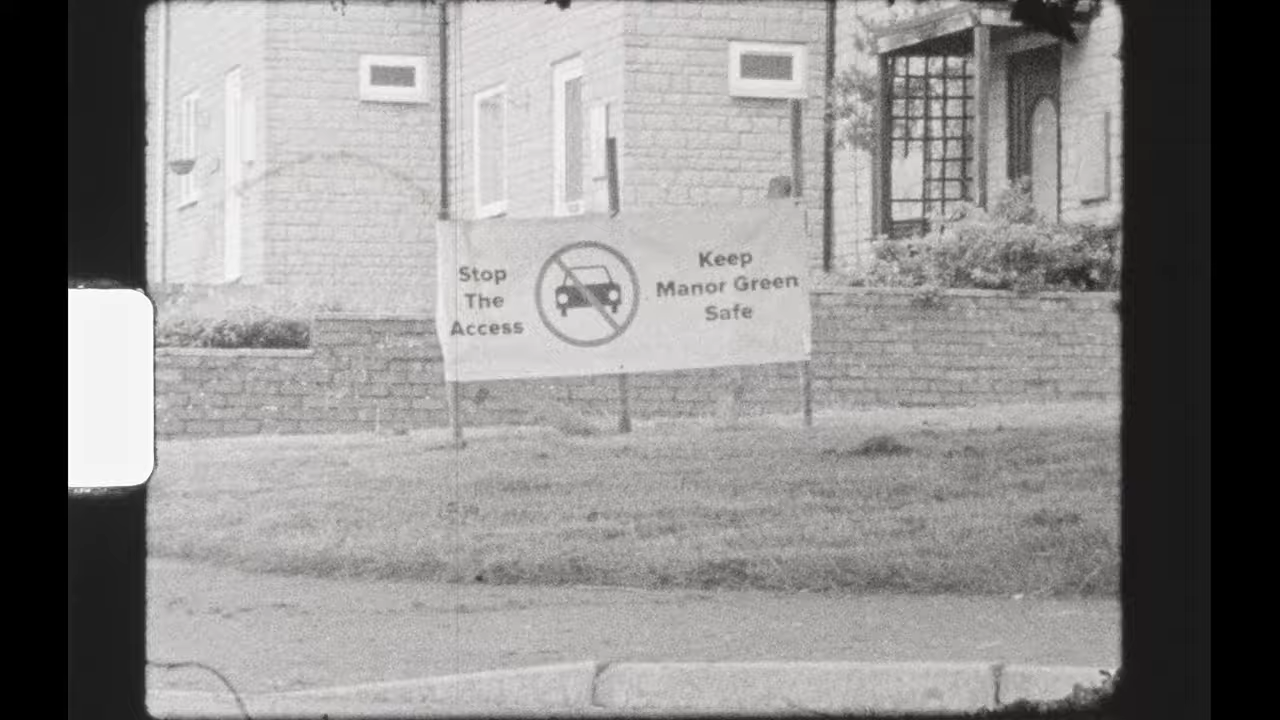 Stop
The
Access
Keep
Manor Green
Safe